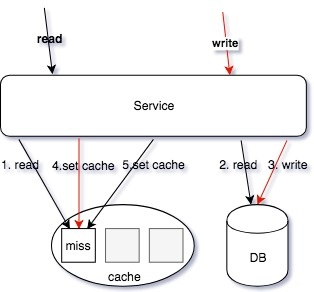 read
write
Service
1. read
4.set cache
5.set cache
2. read
3. write
miss
cache
DB